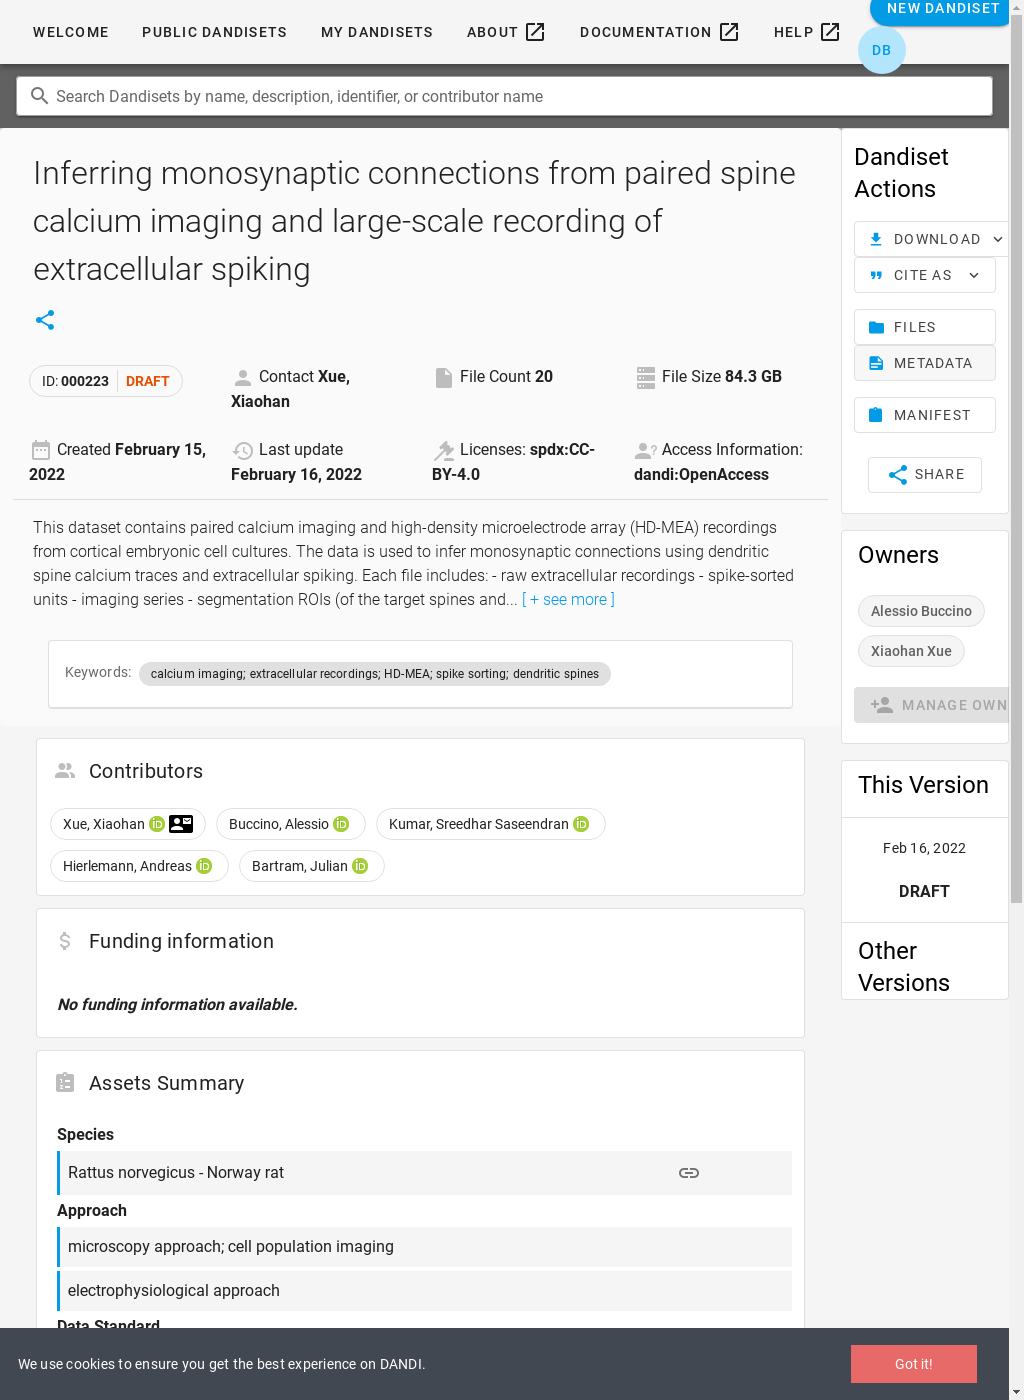 WELCOME PUBLIC DANDISETS MY DANDISETS ABOUT DOCUMENTATION HELP NEW DANDISET
DB
Search Dandisets by name, description, identifier, or contributor name
Inferring monosynaptic connections from paired spine
calcium imaging and large-scale recording of
extracellular spiking
ID: 000223 DRAFT
Contact Xue,
Xiaohan
File Count 20
File Size 84.3 GB
Created February 15,
2022
Last update
February 16, 2022
Licenses: spdx:CC-
BY-4.0
Access Information:
dandi:OpenAccess
This dataset contains paired calcium imaging and high-density microelectrode array (HD-MEA) recordings
from cortical embryonic cell cultures. The data is used to infer monosynaptic connections using dendritic
spine calcium traces and extracellular spiking. Each file includes: - raw extracellular recordings - spike-sorted
units - imaging series - segmentation ROIs (of the target spines and... [ + see more ]
Keywords: calcium imaging; extracellular recordings; HD-MEA; spike sorting; dendritic spines
Contributors
Xue, Xiaohan Buccino, Alessio Kumar, Sreedhar Saseendran
Hierlemann, Andreas Bartram, Julian
Funding information
No funding information available.
Assets Summary
Species
Rattus norvegicus - Norway rat
Approach
microscopy approach; cell population imaging
electrophysiological approach
Data Standard
Dandiset
Actions
DOWNLOAD
CITE AS
FILES
METADATA
MANIFEST
SHARE
Owners
Alessio Buccino
Xiaohan Xue
MANAGE OWN
This Version
Feb 16, 2022
DRAFT
Other
Versions
We use cookies to ensure you get the best experience on DANDI.
Got it!